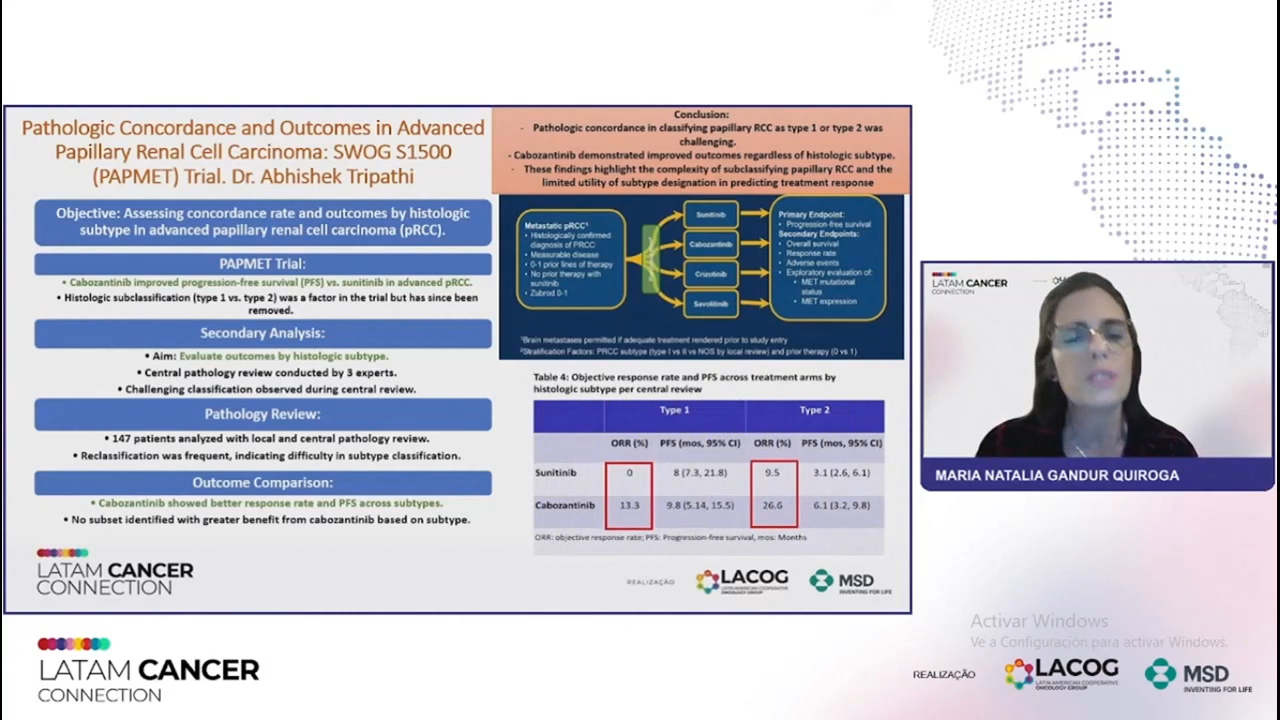 Pathologic Concordance and Outcomes in Advanced
Papillary Renal Cell Carcinoma: SWOG S1500
(PAPMET) Trial. Dr. Abhishek Tripathi
Objective: Assessing concordance rate and outcomes by histologic
subtype in advanced papillary renal cell carcinoma (pRCC).
PAPMET Trial:
• Cabozantinib improved progression-free survival (PFS) vs. sunitinib in advanced pRCC.
• Histologic subclassification (type 1 vs. type 2) was a factor in the trial but has since been
removed.
Secondary Analysis:
• Aim: Evaluate outcomes by histologic subtype.
• Central pathology review conducted by 3 experts.
• Challenging classification observed during central review.
Pathology Review:
• 147 patients analyzed with local and central pathology review.
• Reclassification was frequent, indicating difficulty in subtype classification.
Outcome Comparison:
• Cabozantinib showed better response rate and PFS across subtypes.
• No subset identified with greater benefit from cabozantinib based on subtype.
LATAM CANCER
CONNECTION
Conclusion:
- Pathologic concordance in classifying papillary RCC as type 1 or type 2 was
challenging.
- Cabozantinib demonstrated improved outcomes regardless of histologic subtype.
- These findings highlight the complexity of subclassifying papillary RCC and the
limited utility of subtype designation in predicting treatment response
Metastatic pRCC¹
• Histologically confirmed
diagnosis of PRCC
• Measurable disease
• 0-1 prior lines of therapy
• No prior therapy with
sunitinib
• Zubrod 0-1
Sunitinib
Cabozantinib
Crizotinib
Savolitinib
Primary Endpoint:
• Progression-free survival
Secondary Endpoints:
• Overall survival
• Response rate
• Adverse events
• Exploratory evaluation of:
• MET mutational
status
• MET expression
¹Brain metastases permitted if adequate treatment rendered prior to study entry
²Stratification Factors: PRCC subtype (type I vs II vs NOS by local review) and prior therapy (0 vs 1)
Table 4: Objective response rate and PFS across treatment arms by
histologic subtype per central review
Type 1 Type 2
ORR (%) PFS (mos, 95% CI) ORR (%) PFS (mos, 95% CI)
Sunitinib 0 8 (7.3, 21.8) 9.5 3.1 (2.6, 6.1)
Cabozantinib 13.3 9.8 (5.14, 15.5) 26.6 6.1 (3.2, 9.8)
ORR: objective response rate; PFS: Progression-free survival, mos: Months
REALIZAÇÃO
LACOG
LATIN AMERICAN COOPERATIVE
ONCOLOGY GROUP
MSD
INVENTING FOR LIFE
LATAM CANCER
CONNECTION
MARIA NATALIA GANDUR QUIROGA
Activar Windows
Ve a Configuración para activar Windows.
LATAM CANCER
CONNECTION
REALIZAÇÃO
LACOG
LATIN AMERICAN COOPERATIVE
ONCOLOGY GROUP
MSD
INVENTING FOR LIFE